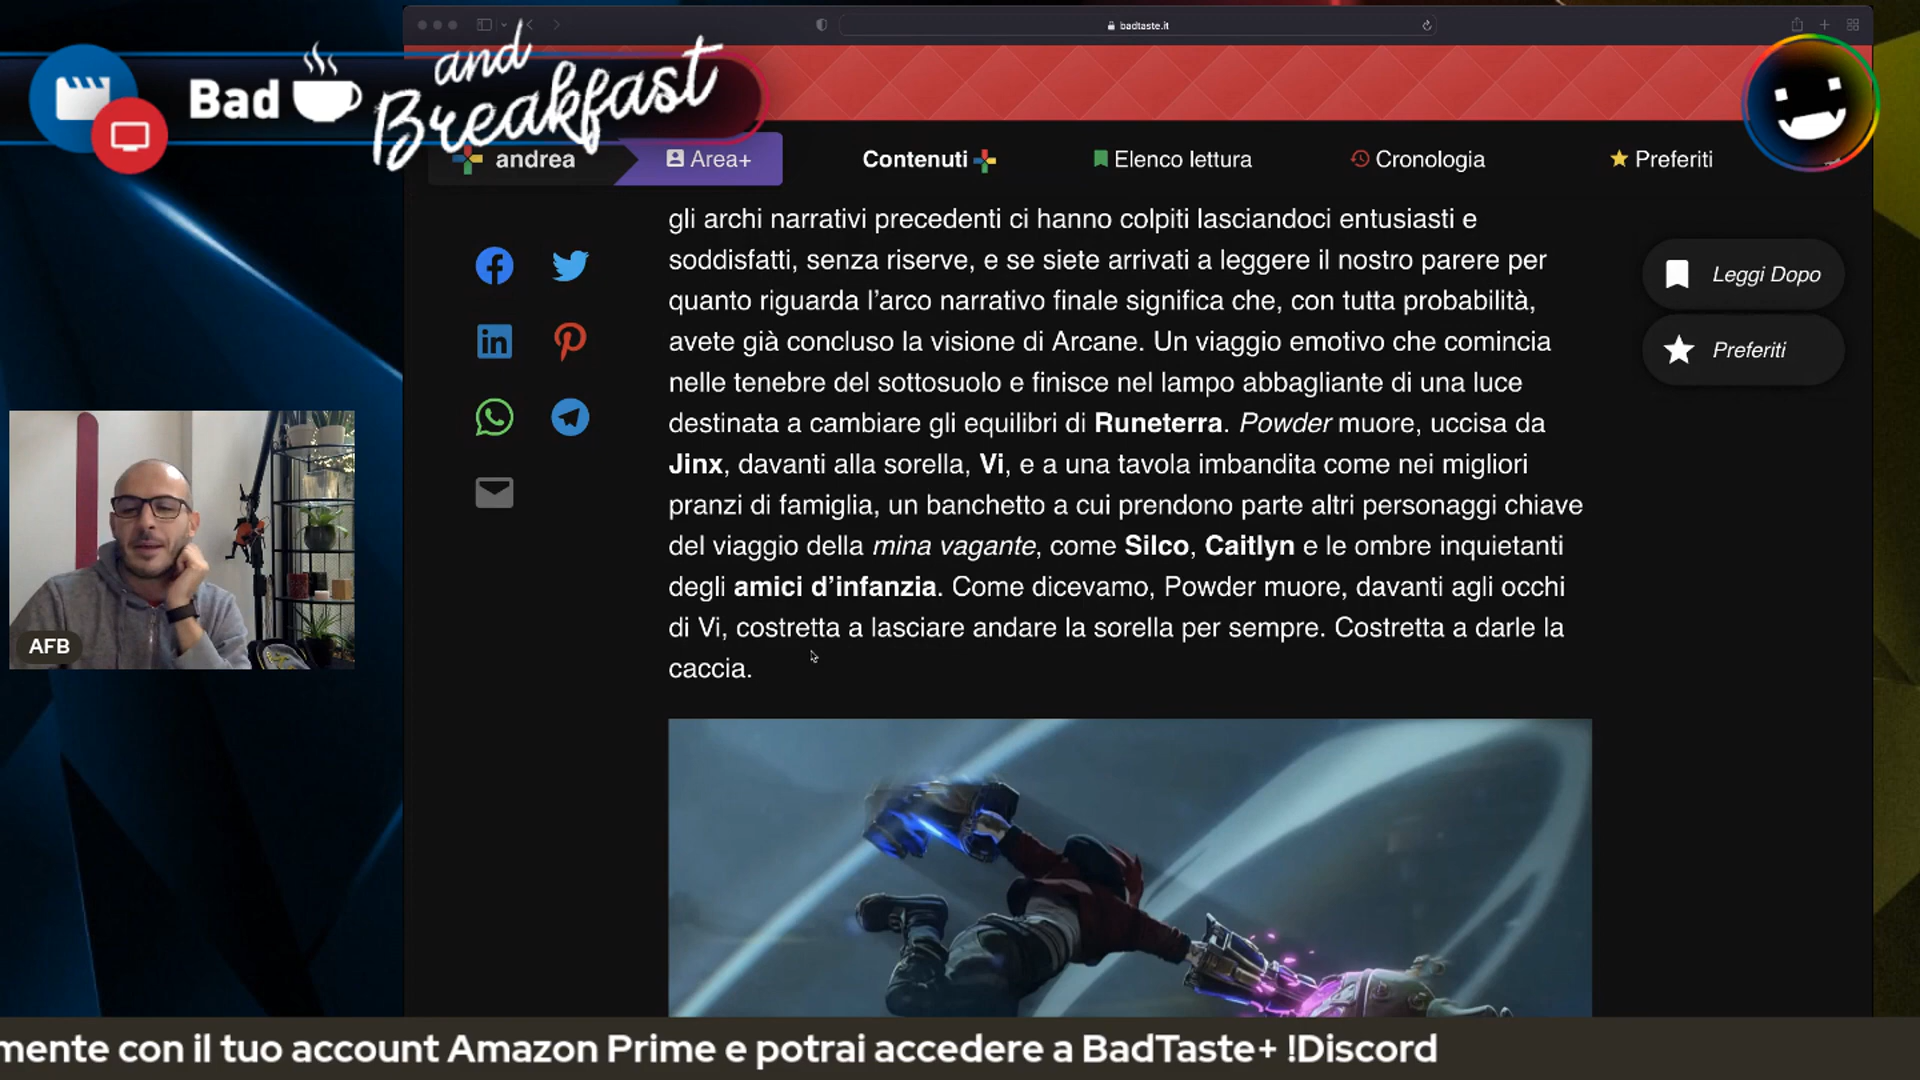 badtaste.it
Bad and Breakfast
andrea
Area+
Contenuti
Elenco lettura
Cronologia
Preferiti
gli archi narrativi precedenti ci hanno colpiti lasciandoci entusiasti e
soddisfatti, senza riserve, e se siete arrivati a leggere il nostro parere per
quanto riguarda l'arco narrativo finale significa che, con tutta probabilità,
avete già concluso la visione di Arcane. Un viaggio emotivo che comincia
nelle tenebre del sottosuolo e finisce nel lampo abbagliante di una luce
destinata a cambiare gli equilibri di Runeterra. Powder muore, uccisa da
Jinx, davanti alla sorella, Vi, e a una tavola imbandita come nei migliori
pranzi di famiglia, un banchetto a cui prendono parte altri personaggi chiave
del viaggio della mina vagante, come Silco, Caitlyn e le ombre inquietanti
degli amici d'infanzia. Come dicevamo, Powder muore, davanti agli occhi
di Vi, costretta a lasciare andare la sorella per sempre. Costretta a darle la
caccia.
Leggi Dopo
Preferiti
AFB
mente con il tuo account Amazon Prime e potrai accedere a BadTaste+ !Discord